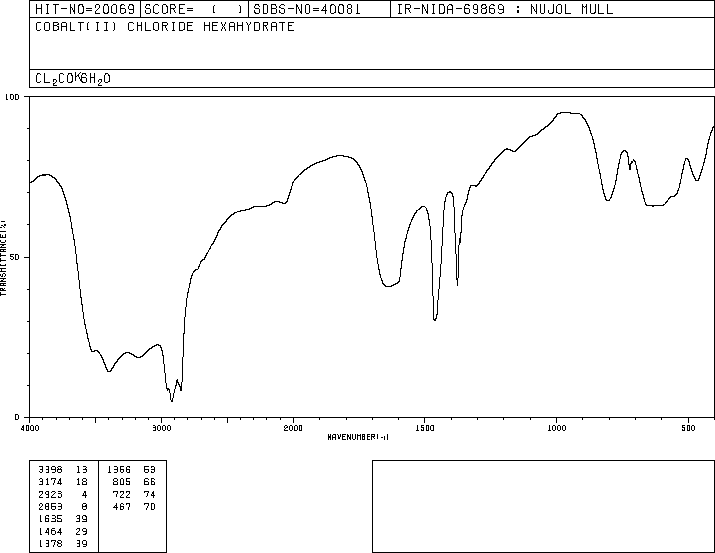 HIT-NO=20069 SCORE= ( ) SDBS-NO=40081 IR-NIDA-69869 : NUJOL MULL
COBALT(II) CHLORIDE HEXAHYDRATE
CL2CO*6H2O
100
50
0
TRANSMITTANCE(%)
4000 3000 2000 1500 1000 500
WAVENUMBER(-1)
3398 13 1366 59
3174 18 805 66
2923 4 722 74
2853 8 467 70
1635 39
1464 29
1378 39